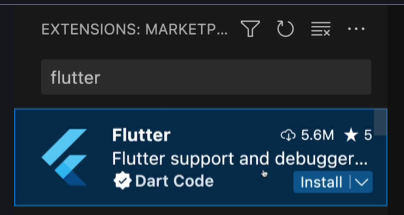 EXTENSIONS: MARKETP...
flutter
Flutter 5.6M ★ 5
Flutter support and debugger...
Dart Code Install